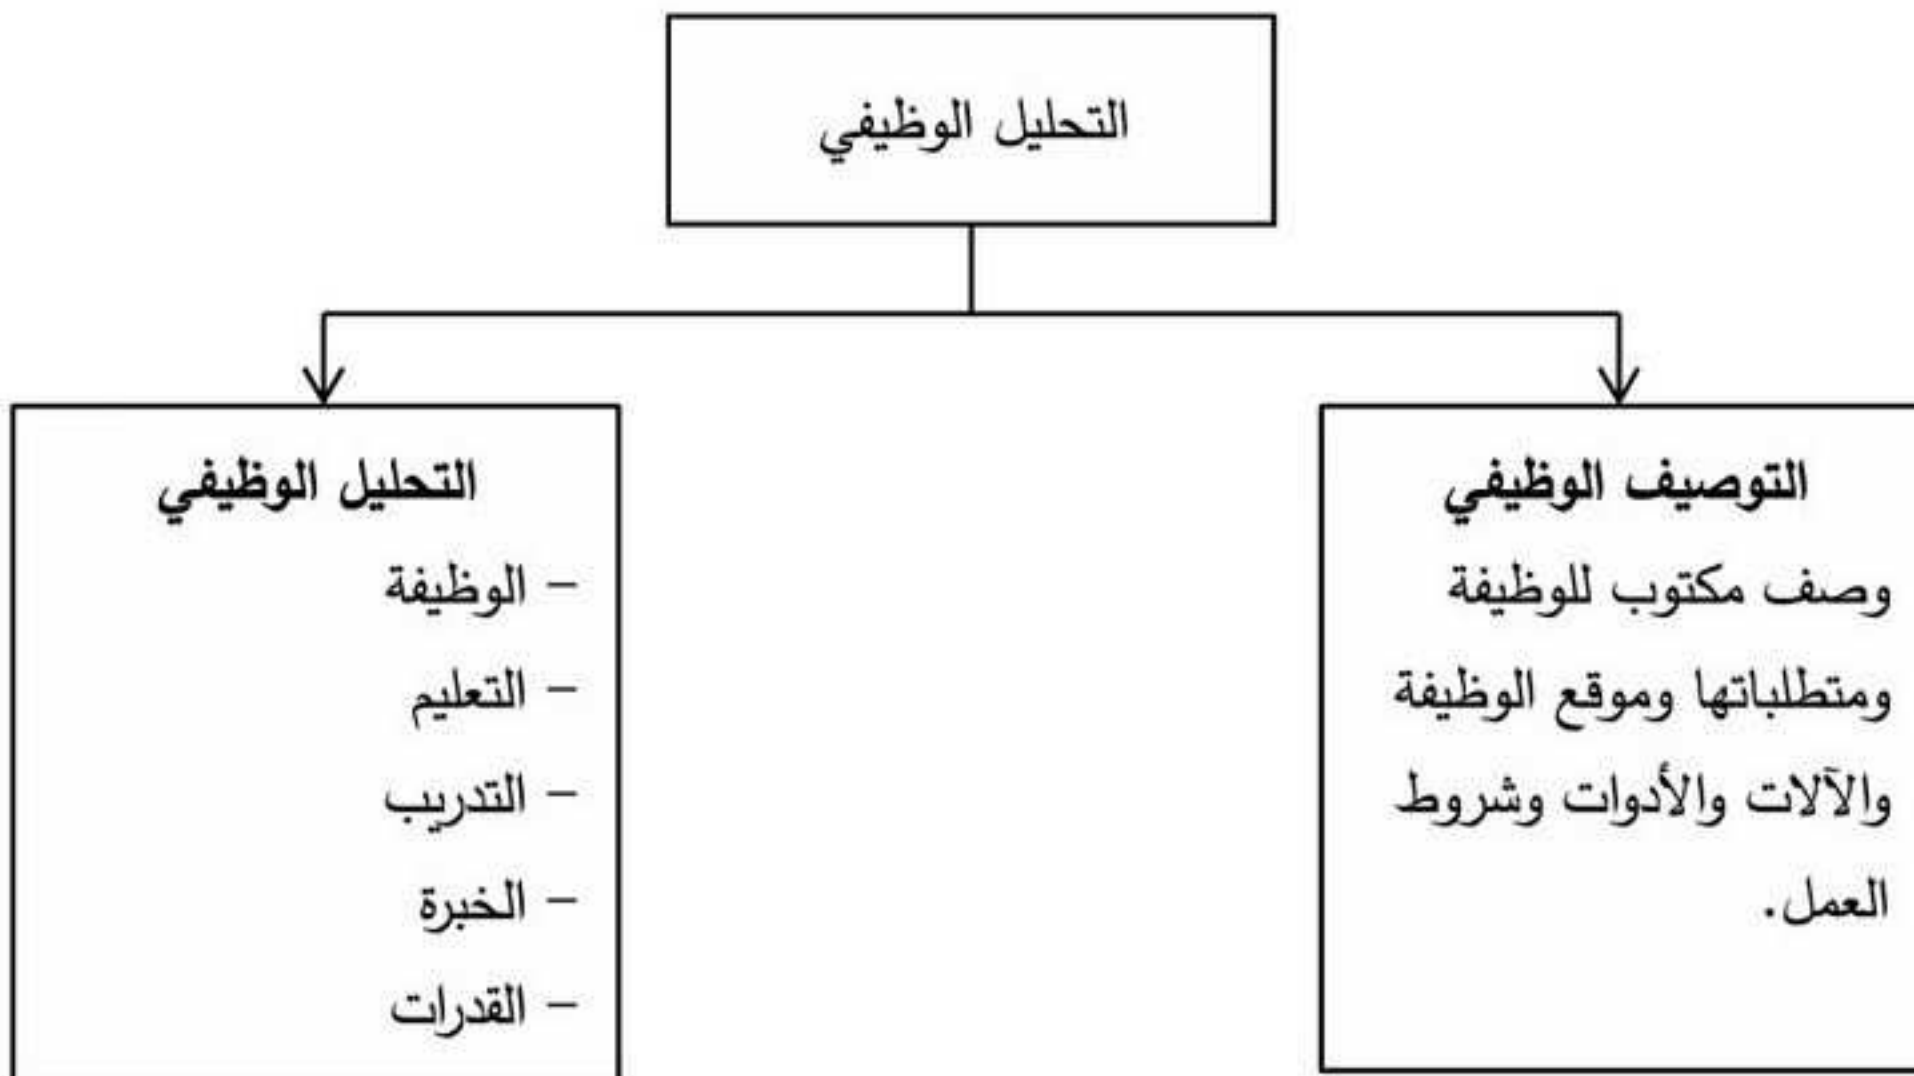 التحليل الوظيفي
التوصيف الوظيفي
وصف مكتوب للوظيفة
ومتطلباتها وموقع الوظيفة
والآلات والأدوات وشروط
العمل.
التحليل الوظيفي
- الوظيفة
- التعليم
- التدريب
- الخبرة
- القدرات